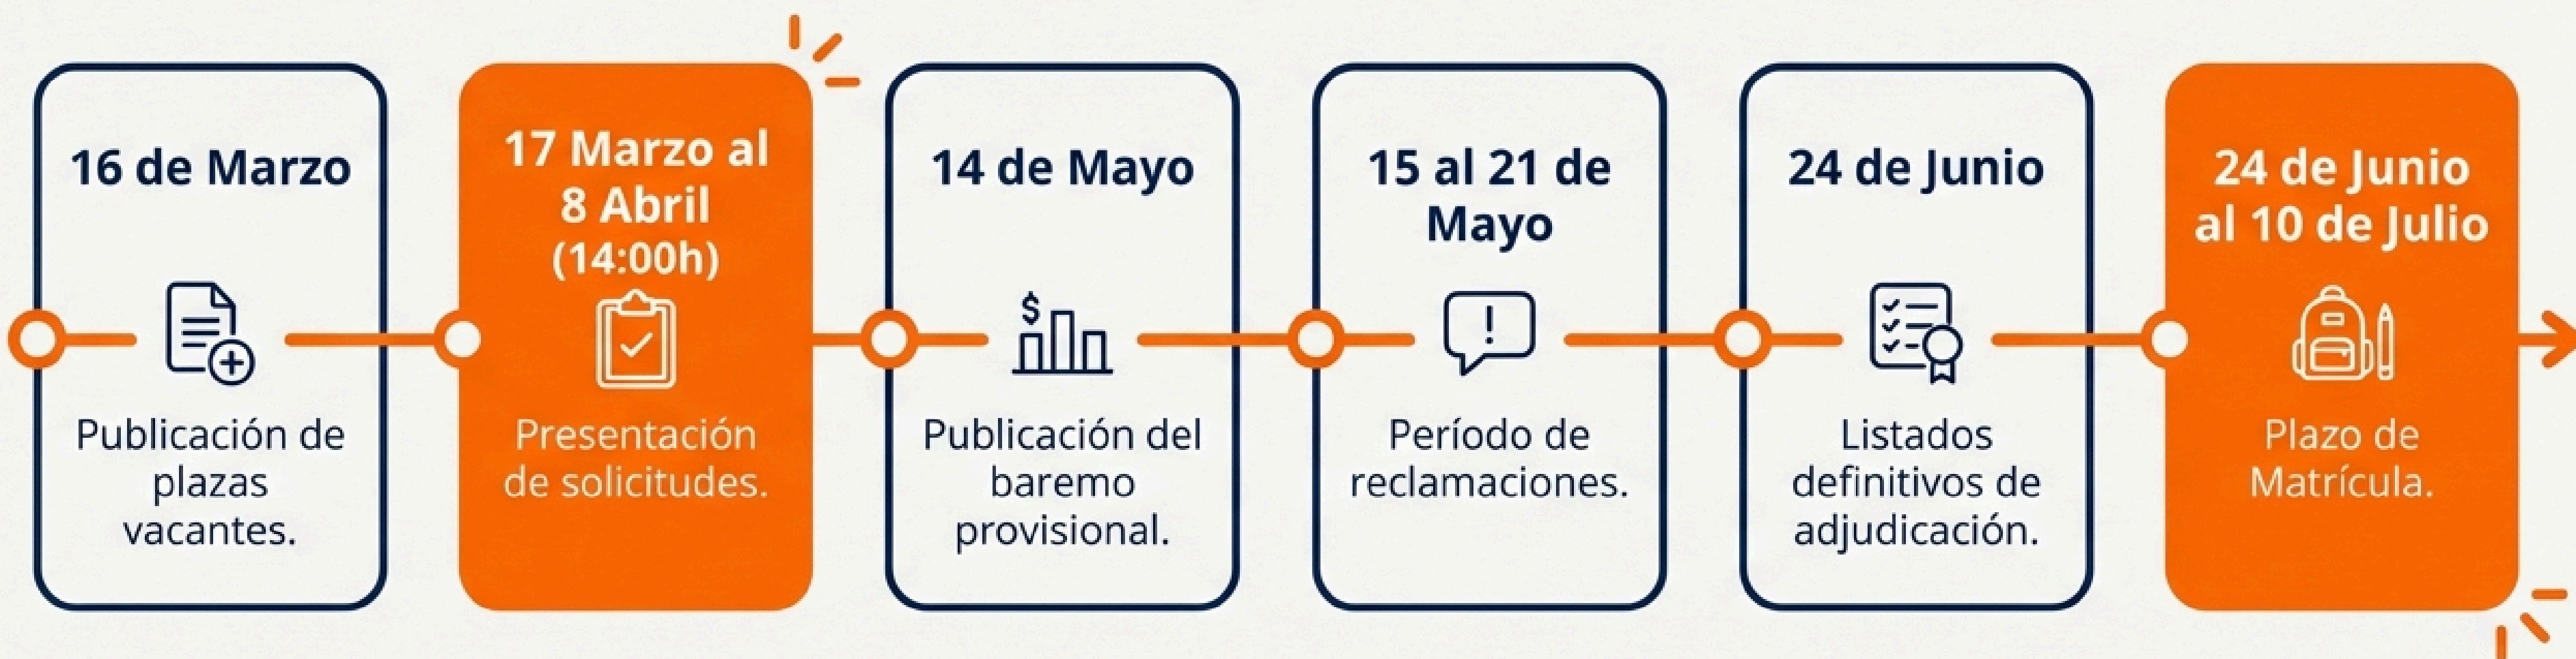 16 de Marzo
Publicación de
plazas
vacantes.
17 Marzo al
8 Abril
(14:00h)
Presentación
de solicitudes.
14 de Mayo
$
Publicación del
baremo
provisional.
15 al 21 de
Mayo
!
Período de
reclamaciones.
24 de Junio
Listados
definitivos de
adjudicación.
24 de Junio
al 10 de Julio
Plazo de
Matrícula.